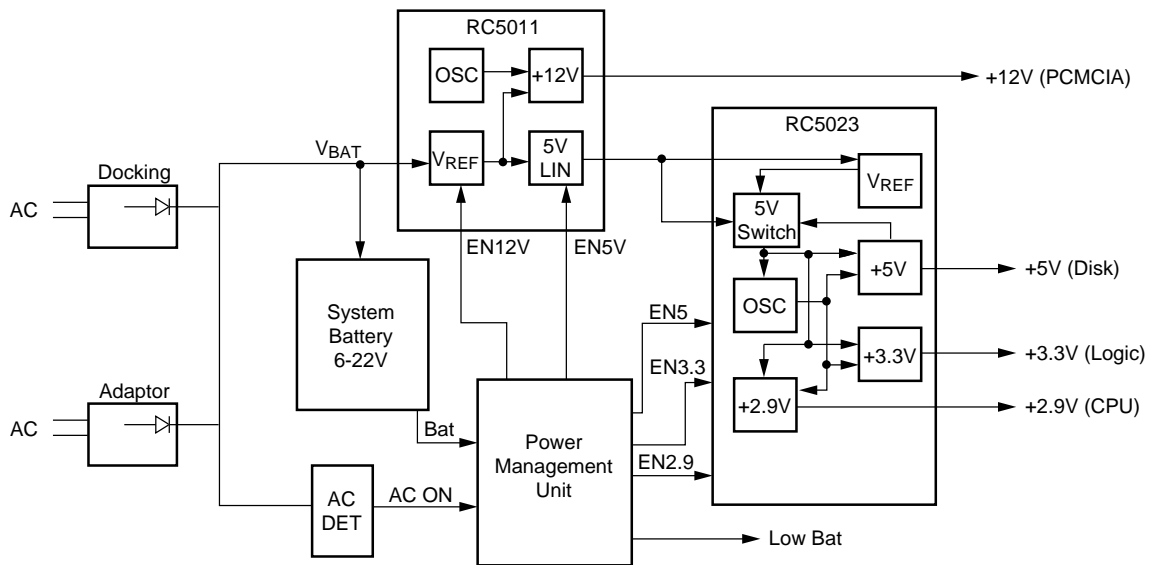 RC5011
OSC
+12V
+12V (PCMCIA)
RC5023
VBAT
VREF
5V
LIN
VREF
Docking
AC
5V
Switch
EN12V
EN5V
+5V
+5V (Disk)
System
Battery
6-22V
OSC
EN5
+3.3V
+3.3V (Logic)
EN3.3
Adaptor
AC
+2.9V
+2.9V (CPU)
Bat
Power
Management
Unit
EN2.9
AC
DET
AC ON
Low Bat